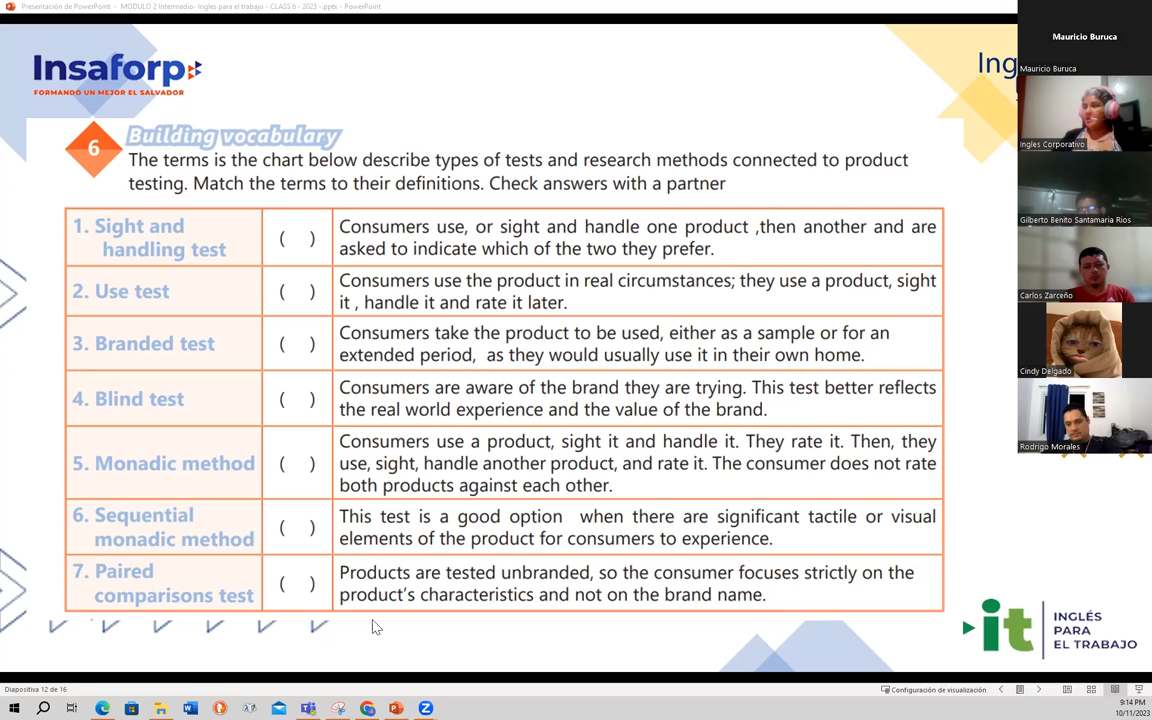 Presentación de PowerPoint - MODULO 2 Intermedio- ingles para el trabajo - CLASS 6 - 2023 -.pptx - PowerPoint
Mauricio Buruca
Mauricio Buruca
Insaforp
FORMANDO UN MEJOR EL SALVADOR
Ing
Ingles Corporativo
6
Building vocabulary
The terms is the chart below describe types of tests and research methods connected to product
testing. Match the terms to their definitions. Check answers with a partner
Gilberto Benito Santamaria Rios
Carlos Zarceño
Cindy Delgado
Rodrigo Morales
1. Sight and
handling test
( )
Consumers use, or sight and handle one product ,then another and are
asked to indicate which of the two they prefer.
2. Use test
( )
Consumers use the product in real circumstances; they use a product, sight
it , handle it and rate it later.
3. Branded test
( )
Consumers take the product to be used, either as a sample or for an
extended period, as they would usually use it in their own home.
4. Blind test
( )
Consumers are aware of the brand they are trying. This test better reflects
the real world experience and the value of the brand.
5. Monadic method
( )
Consumers use a product, sight it and handle it. They rate it. Then, they
use, sight, handle another product, and rate it. The consumer does not rate
both products against each other.
6. Sequential
monadic method
( )
This test is a good option when there are significant tactile or visual
elements of the product for consumers to experience.
7. Paired
comparisons test
( )
Products are tested unbranded, so the consumer focuses strictly on the
product's characteristics and not on the brand name.
it
INGLÉS
PARA
EL TRABAJO
Diapositiva 12 de 16
Configuración de visualización
9:14 PM
10/11/2023